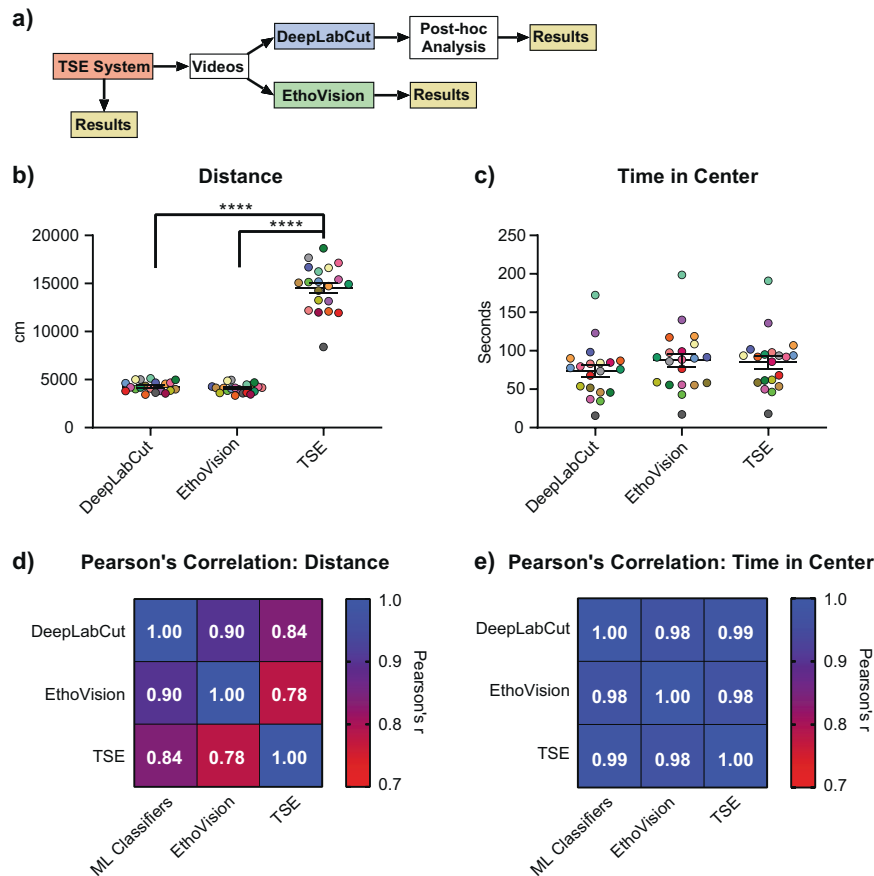 a)
DeepLabCut
Post-hoc
Analysis
Results
TSE System
Videos
EthoVision
Results
Results
b)
Distance
****
****
20000
15000
10000
5000
0
cm
DeepLabCut
EthoVision
TSE
c)
Time in Center
250
200
150
100
50
0
Seconds
DeepLabCut
EthoVision
TSE
d)
Pearson's Correlation: Distance
DeepLabCut
1.00 0.90 0.84
EthoVision
0.90 1.00 0.78
TSE
0.84 0.78 1.00
ML Classifiers
EthoVision
TSE
1.0
0.9
0.8
0.7
Pearson's r
e) Pearson's Correlation: Time in Center
DeepLabCut
1.00 0.98 0.99
EthoVision
0.98 1.00 0.98
TSE
0.99 0.98 1.00
ML Classifiers
EthoVision
TSE
1.0
0.9
0.8
0.7
Pearson's r